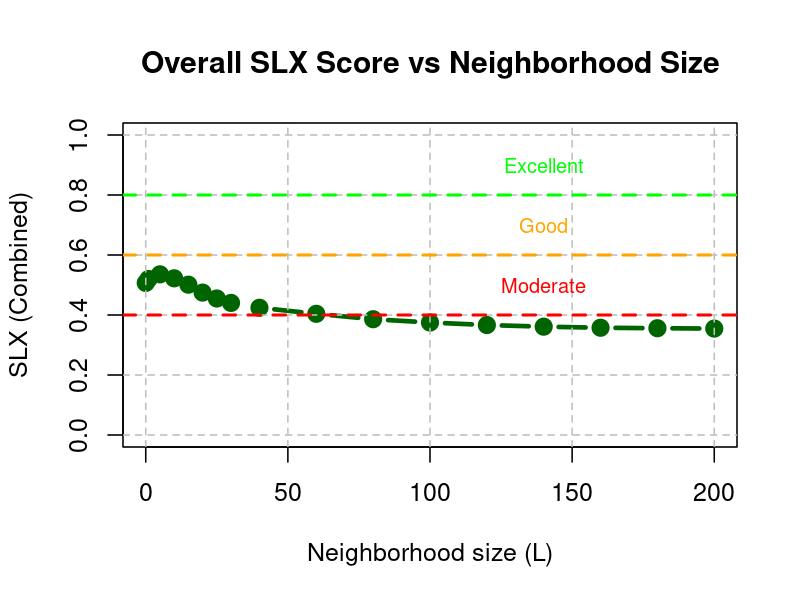 Overall SLX Score vs Neighborhood Size
SLX (Combined)
1.0
0.8
0.6
0.4
0.2
0.0
Excellent
Good
Moderate
0 50 100 150 200
Neighborhood size (L)